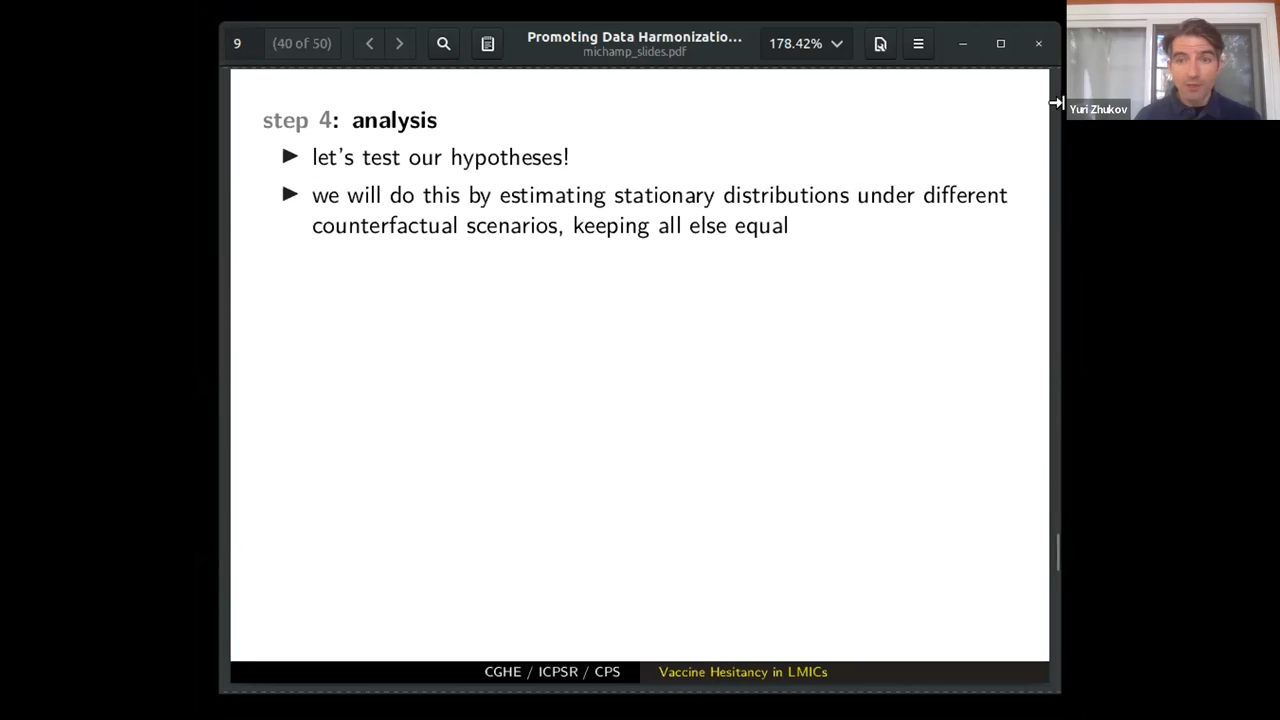 9 (40 of 50) Promoting Data Harmonizatio... 178.42%
michamp_slides.pdf
Yuri Zhukov
step 4: analysis
let's test our hypotheses!
we will do this by estimating stationary distributions under different
counterfactual scenarios, keeping all else equal
CGHE / ICPSR / CPS Vaccine Hesitancy in LMICs